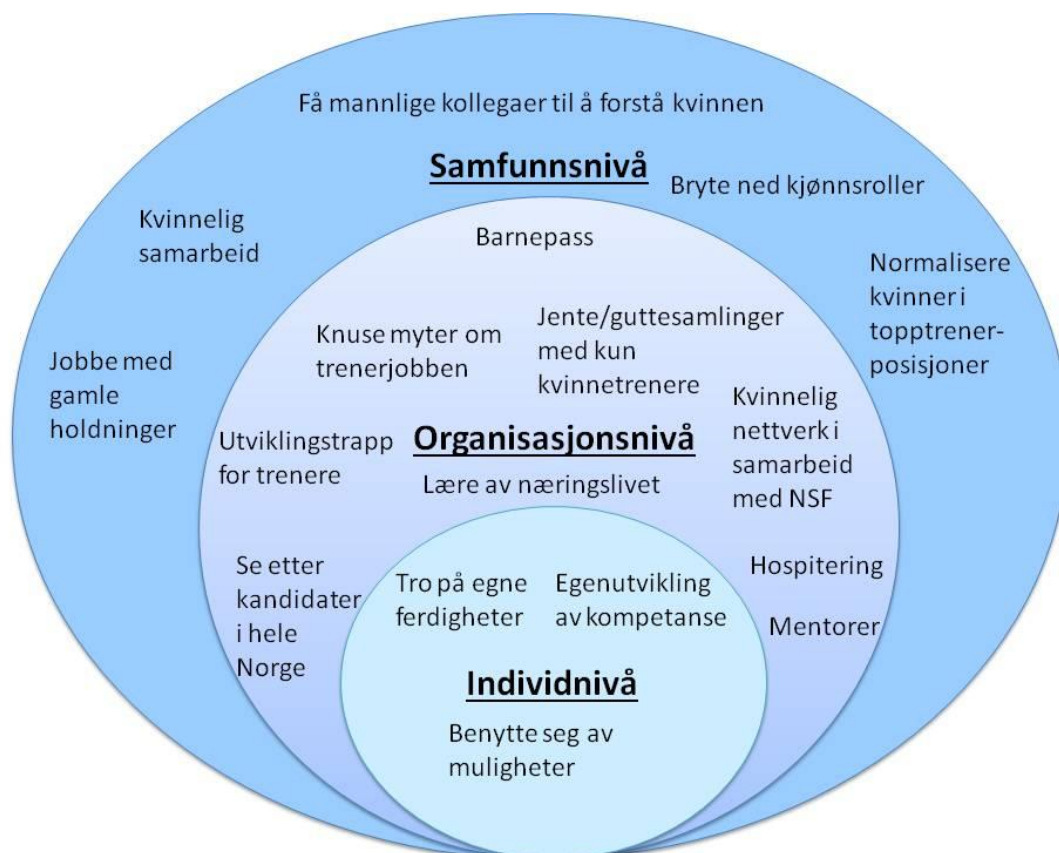 Få mannlige kollegaer til å forstå kvinnen
Samfunnsnivå
Bryte ned kjønnsroller
Kvinnelig
samarbeid
Normalisere
kvinner i
topptrener-
posisjoner
Jobbe med
gamle
holdninger
Barnepass
Knuse myter om
trenerjobben
Jente/guttesamlinger
med kun
kvinnetrenere
Kvinnelig
nettverk i
samarbeid
med NSF
Utviklingstrapp
for trenere
Organisasjonsnivå
Lære av næringslivet
Se etter
kandidater
i hele
Norge
Hospitering
Mentorer
Tro på egne
ferdigheter
Egenutvikling
av kompetanse
Individnivå
Benytte seg av
muligheter